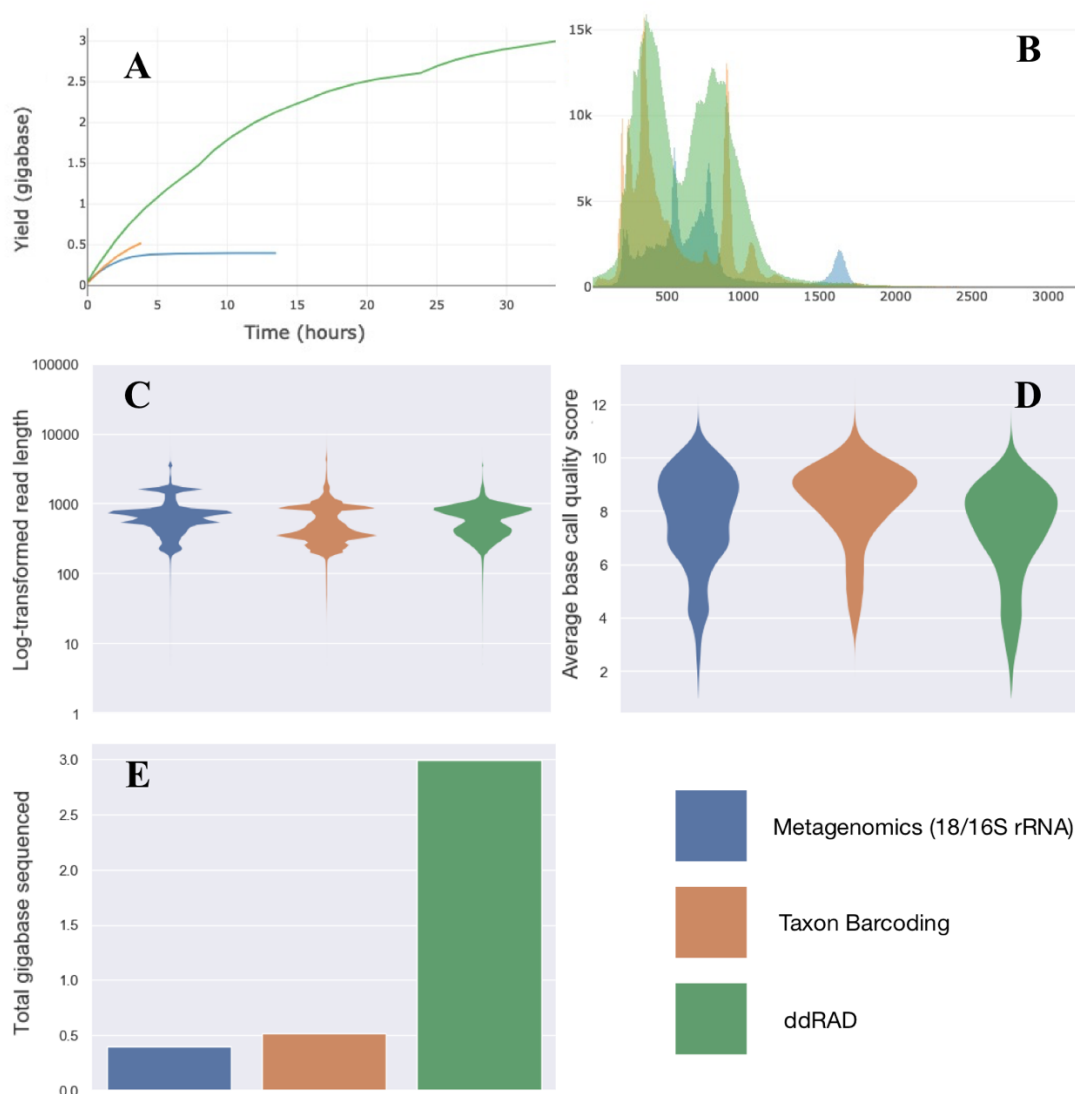 A
Yield (gigabase)
3
2.5
2
1.5
1
0.5
0
0 5 10 15 20 25 30
Time (hours)
B
15k
10k
5k
0
500 1000 1500 2000 2500 3000
C
Log-transformed read length
100000
10000
1000
100
10
1
D
Average base call quality score
12
10
8
6
4
2
E
Total gigabase sequenced
3.0
2.5
2.0
1.5
1.0
0.5
0.0
Metagenomics (18/16S rRNA)
Taxon Barcoding
ddRAD